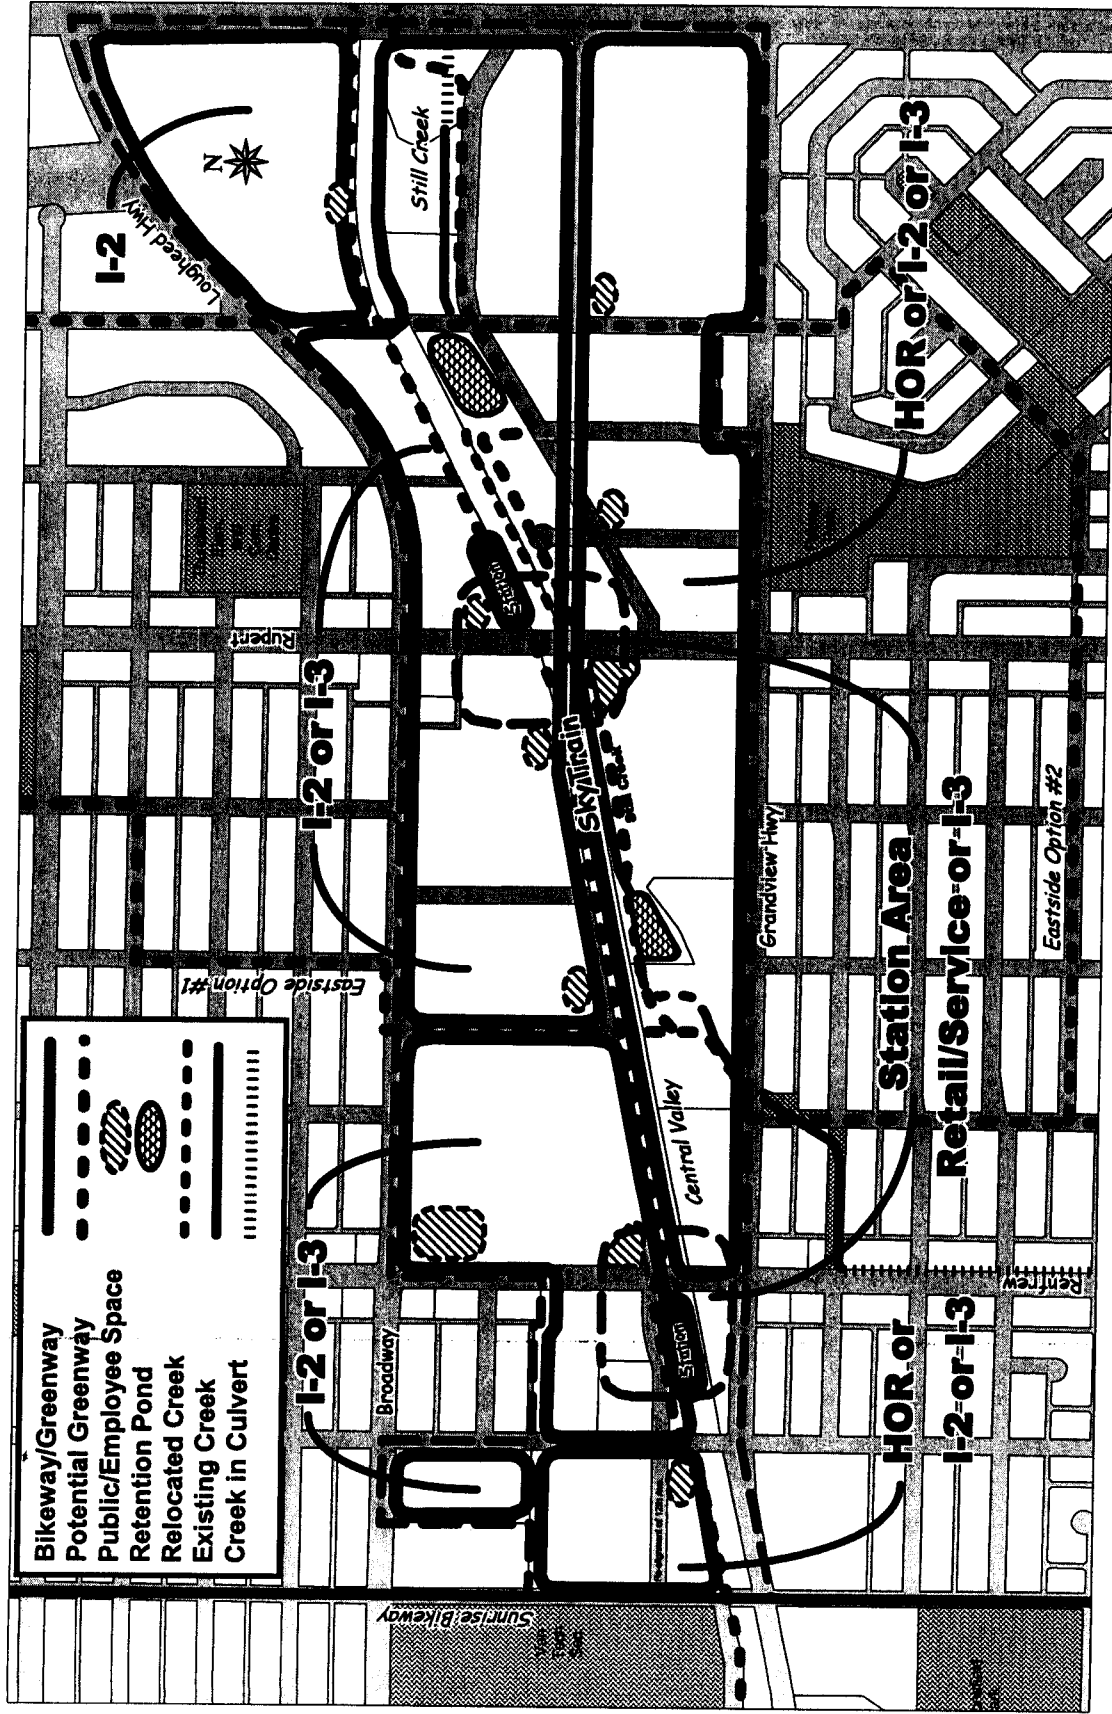 Bikeway/Greenway
Potential Greenway
Public/Employee Space
Retention Pond
Relocated Creek
Existing Creek
Creek in Culvert
I-2 or I-3
I-2 or I-3
I-2
N
Lougheed Hwy
Still Creek
Rupert
Station
SkyTrain
Still Creek
Eastside Option #1
Broadway
Sunrise Bikeway
Central Valley
Station
Grandview Hwy
Renfrew
HOR or
I-2 or I-3
Station Area
Retail/Service or I-3
Eastside Option #2
HOR or I-2 or I-3